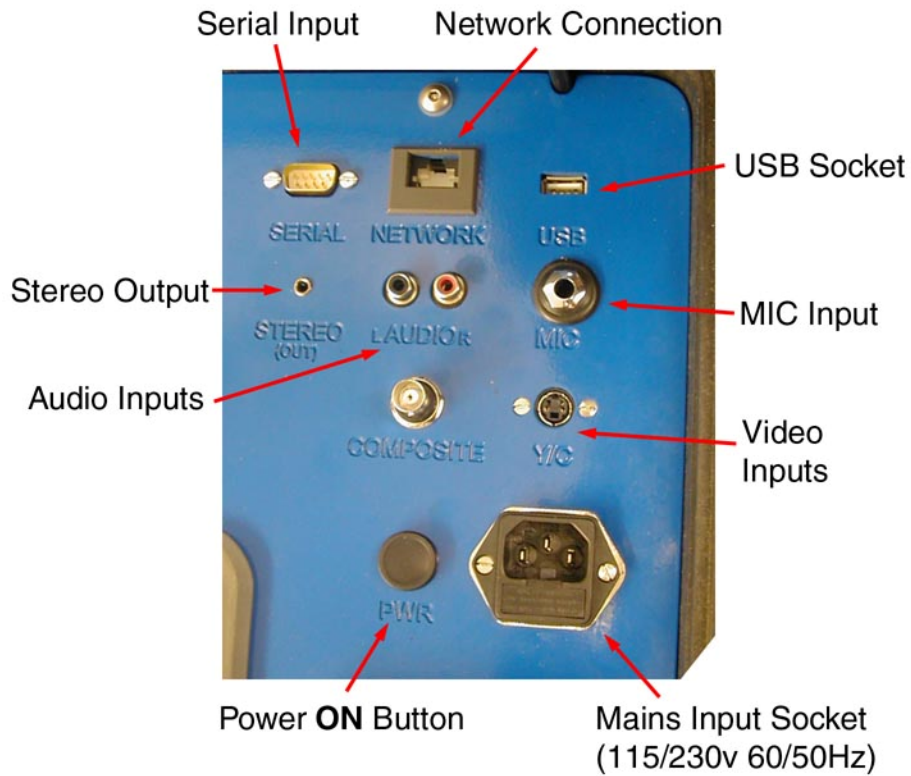 Serial Input
Network Connection
USB Socket
SERIAL
NETWORK
USB
Stereo Output
MIC Input
STEREO
(OUT)
L AUDIO R
MIC
Audio Inputs
COMPOSITE
Y/C
Video
Inputs
PWR
Power ON Button
Mains Input Socket
(115/230v 60/50Hz)